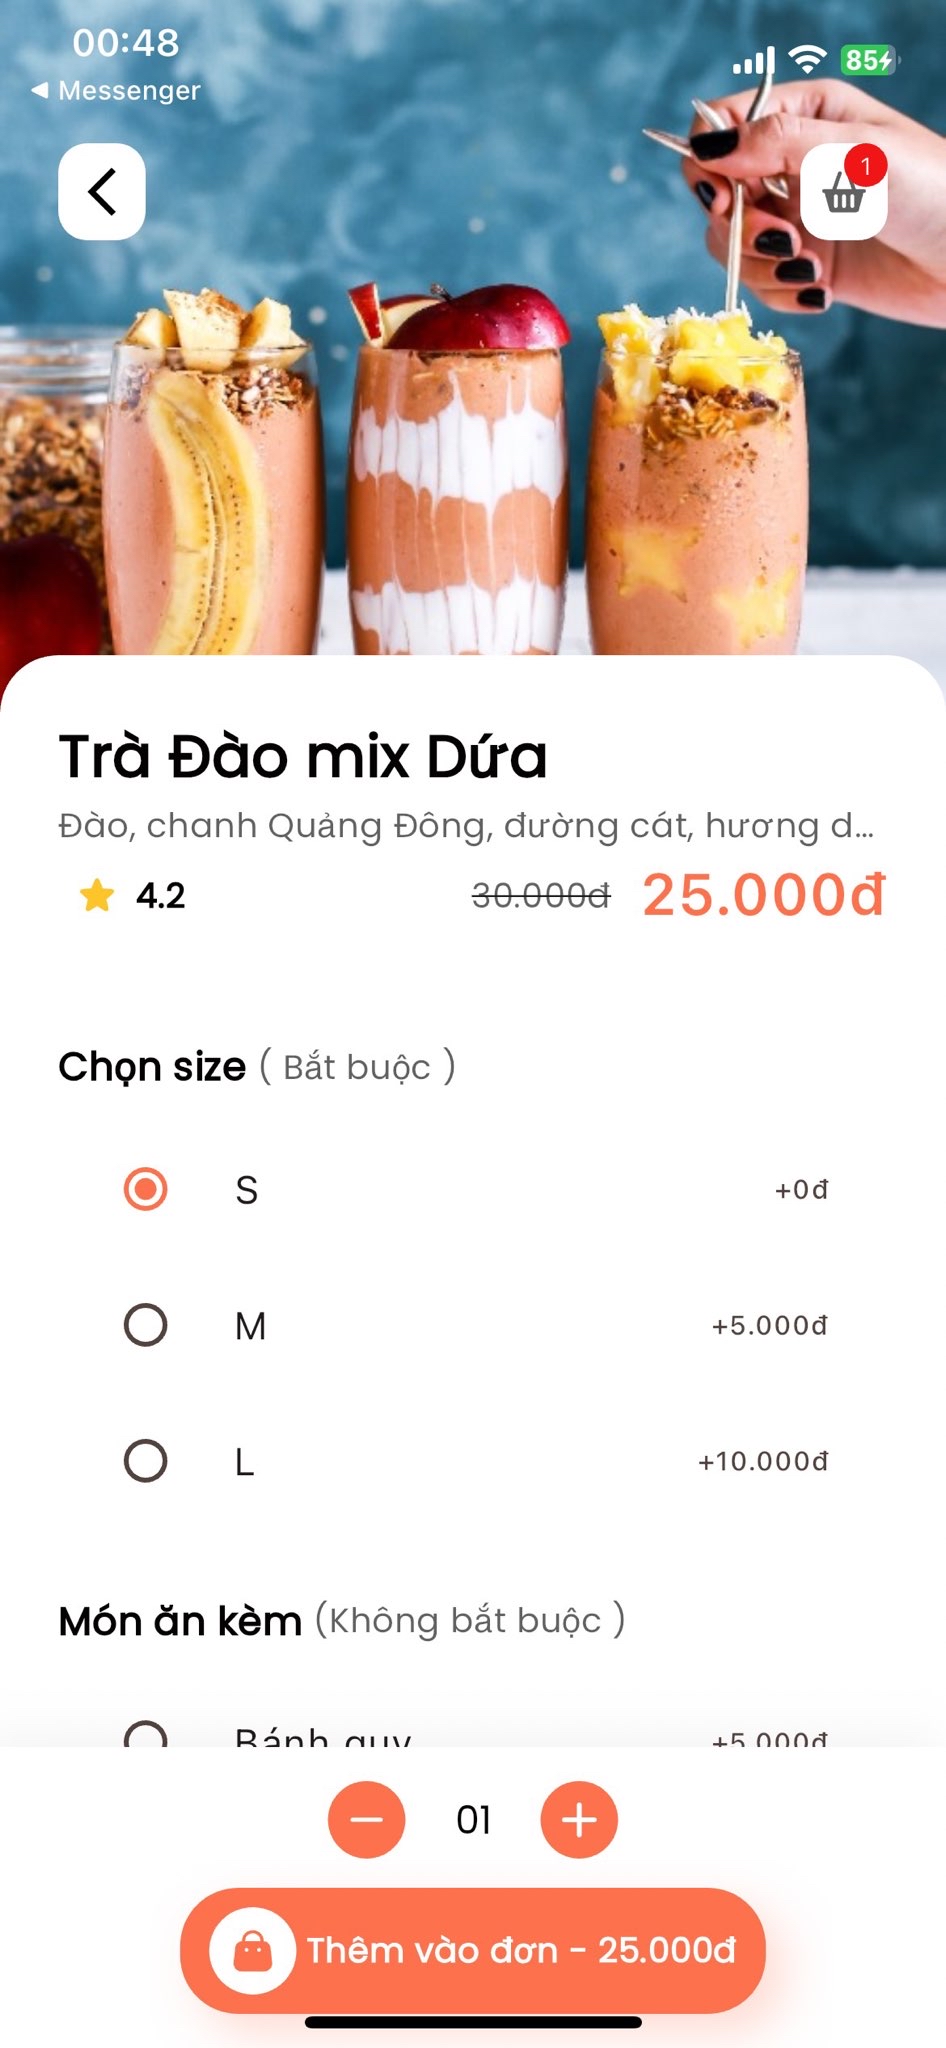 00:48
85
◀ Messenger
1
Trà Đào mix Dứa
Đào, chanh Quảng Đông, đường cát, hương d...
4.2 30.000đ 25.000đ
Chọn size ( Bắt buộc )
S +0đ
M +5.000đ
L +10.000đ
Món ăn kèm (Không bắt buộc )
Bánh quy +5.000đ
01
Thêm vào đơn - 25.000đ